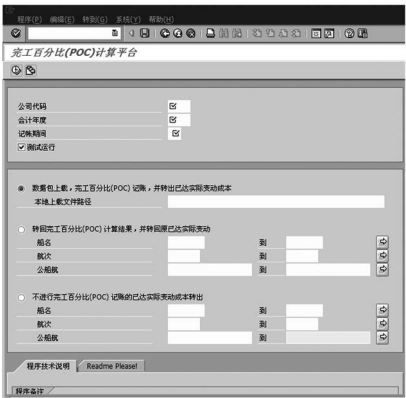 程序(P) 编辑(E) 转到(G) 系统(Y) 帮助(H)
完工百分比(POC)计算平台
公司代码
会计年度
记帐期间
测试运行
数据包上载，完工百分比(POC) 记账，并转出已达实际变动成本
本地上载文件路径
转回完工百分比(POC) 计算结果，并转回原已达实际变动
船名 到
航次 到
公船航 到
不进行完工百分比(POC) 记账的已达实际变动成本转出
船名 到
航次 到
公船航 到
程序技术说明 Readme Please!
程序备注